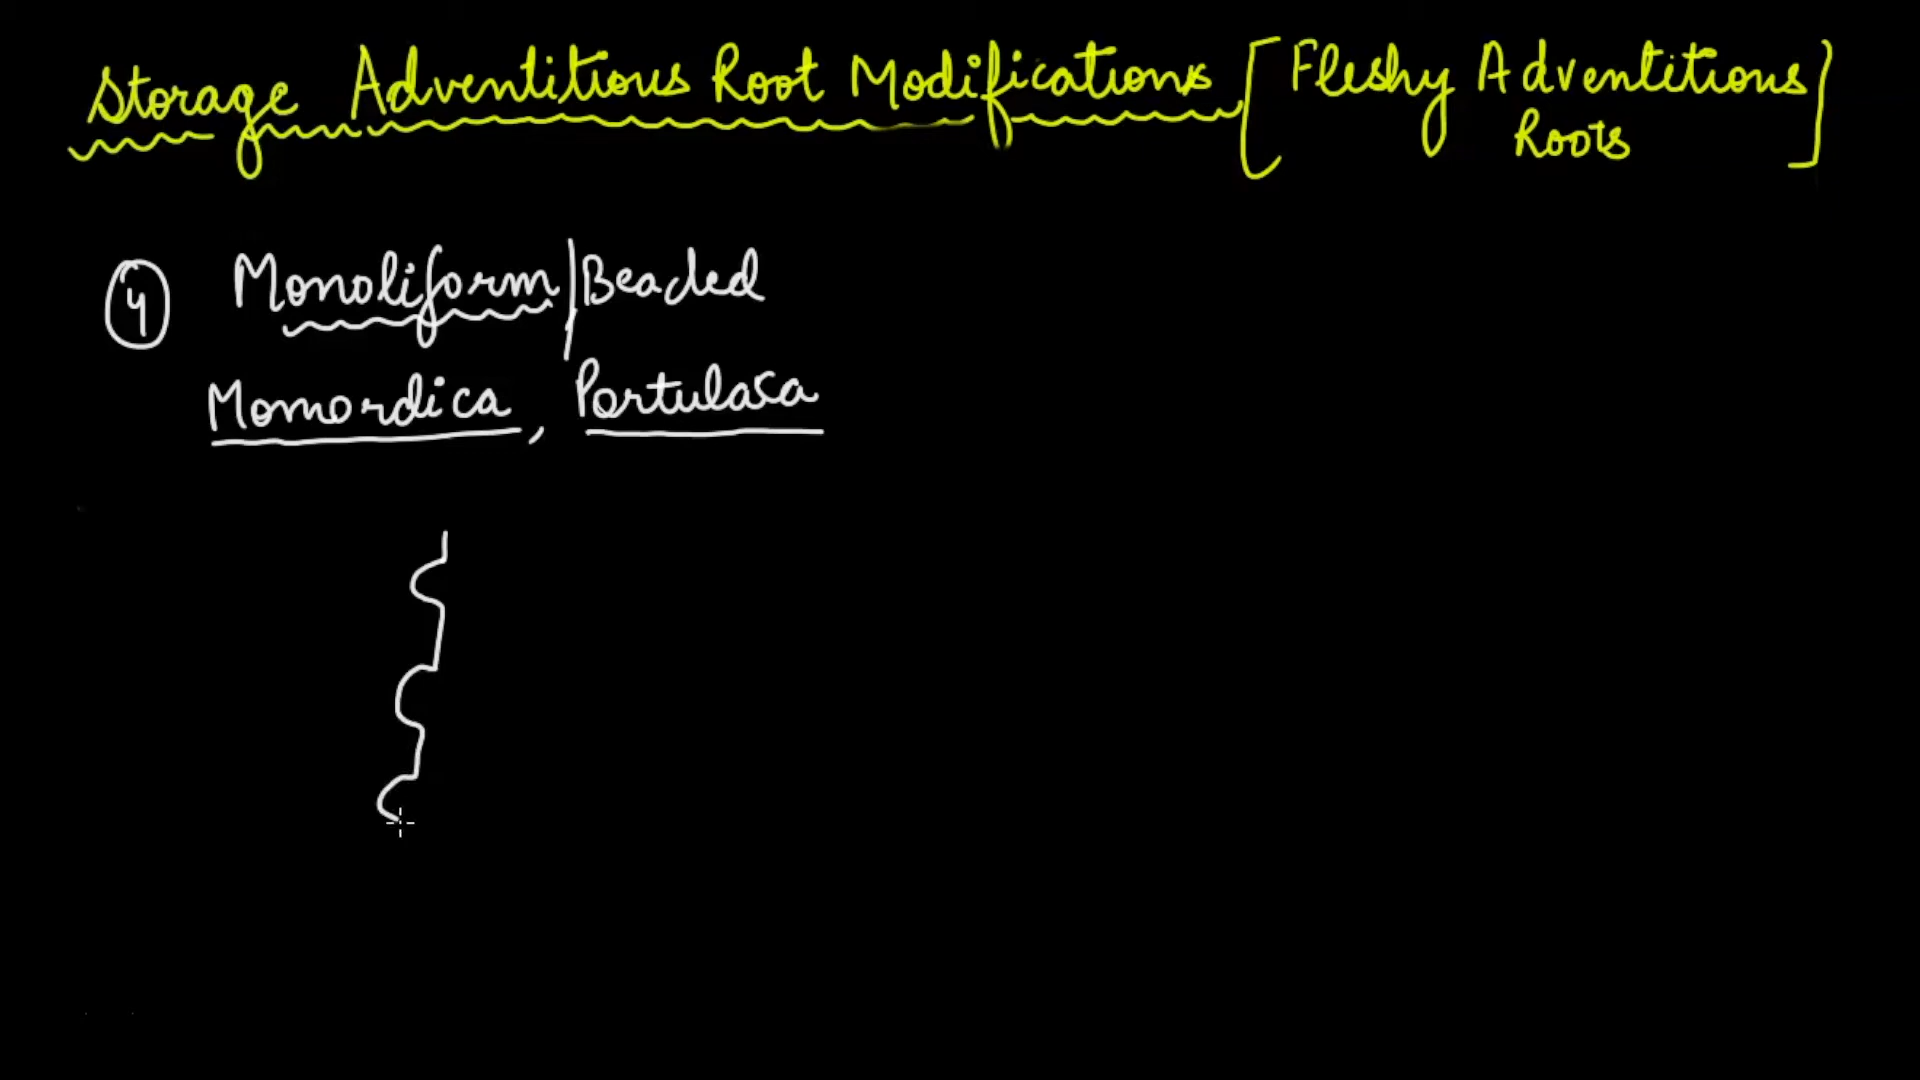 Storage Adventitious Root Modifications [Fleshy Adventitious
Roots]
4 Monoliform/Beaded
Momordica, Portulaca